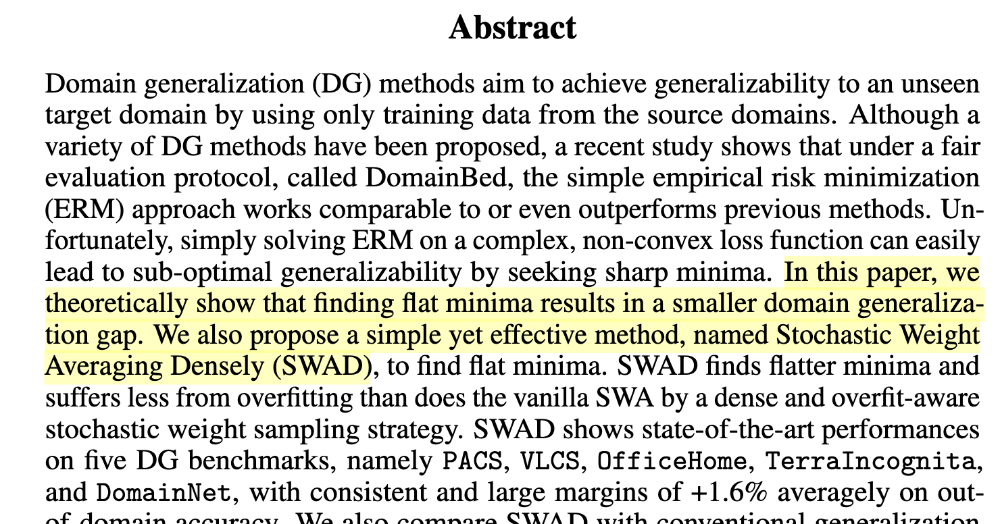 Abstract
Domain generalization (DG) methods aim to achieve generalizability to an unseen
target domain by using only training data from the source domains. Although a
variety of DG methods have been proposed, a recent study shows that under a fair
evaluation protocol, called DomainBed, the simple empirical risk minimization
(ERM) approach works comparable to or even outperforms previous methods. Un-
fortunately, simply solving ERM on a complex, non-convex loss function can easily
lead to sub-optimal generalizability by seeking sharp minima. In this paper, we
theoretically show that finding flat minima results in a smaller domain generaliza-
tion gap. We also propose a simple yet effective method, named Stochastic Weight
Averaging Densely (SWAD), to find flat minima. SWAD finds flatter minima and
suffers less from overfitting than does the vanilla SWA by a dense and overfit-aware
stochastic weight sampling strategy. SWAD shows state-of-the-art performances
on five DG benchmarks, namely PACS, VLCS, OfficeHome, TerraIncognita,
and DomainNet, with consistent and large margins of +1.6% averagely on out-
of domain accuracy. We also compare SWAD with conventional generalization